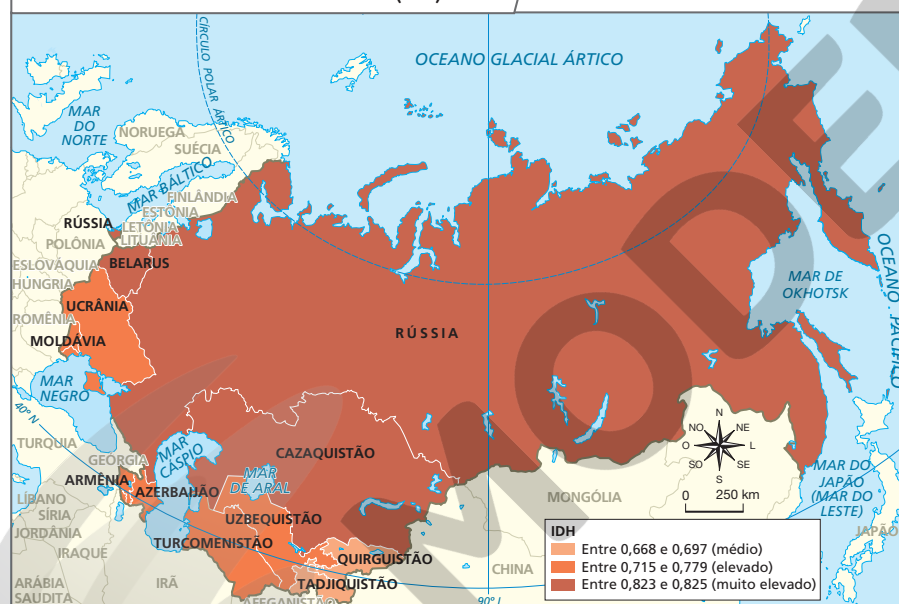 OCEANO GLACIAL ÁRTICO
CÍRCULO POLAR ÁRTICO
MAR
DO
NORTE
NORUEGA
SUÉCIA
MAR BÁLTICO
FINLÂNDIA
ESTÔNIA
RÚSSIA
LETÔNIA
LITUÂNIA
POLÔNIA
BELARUS
ESLOVÁQUIA
HUNGRIA
UCRÂNIA
ROMÊNIA
MOLDÁVIA
RÚSSIA
MAR DE
OKHOTSK
OCEANO PACÍFICO
MAR
NEGRO
40° N
TURQUIA
GEÓRGIA
MAR
CÁSPIO
CAZAQUISTÃO
ARMÊNIA
AZERBAIJÃO
MAR
DE ARAL
LÍBANO
SÍRIA
JORDÂNIA
IRAQUE
UZBEQUISTÃO
TURCOMENISTÃO
QUIRGUISTÃO
TADJIQUISTÃO
ARÁBIA
SAUDITA
IRÃ
AFEGANISTÃO
MONGÓLIA
CHINA
90° L
N
NO
NE
O
L
SO
SE
S
0 250 km
MAR DO
JAPÃO
(MAR DO
LESTE)
JAPÃO
IDH
Entre 0,668 e 0,697 (médio)
Entre 0,715 e 0,779 (elevado)
Entre 0,823 e 0,825 (muito elevado)